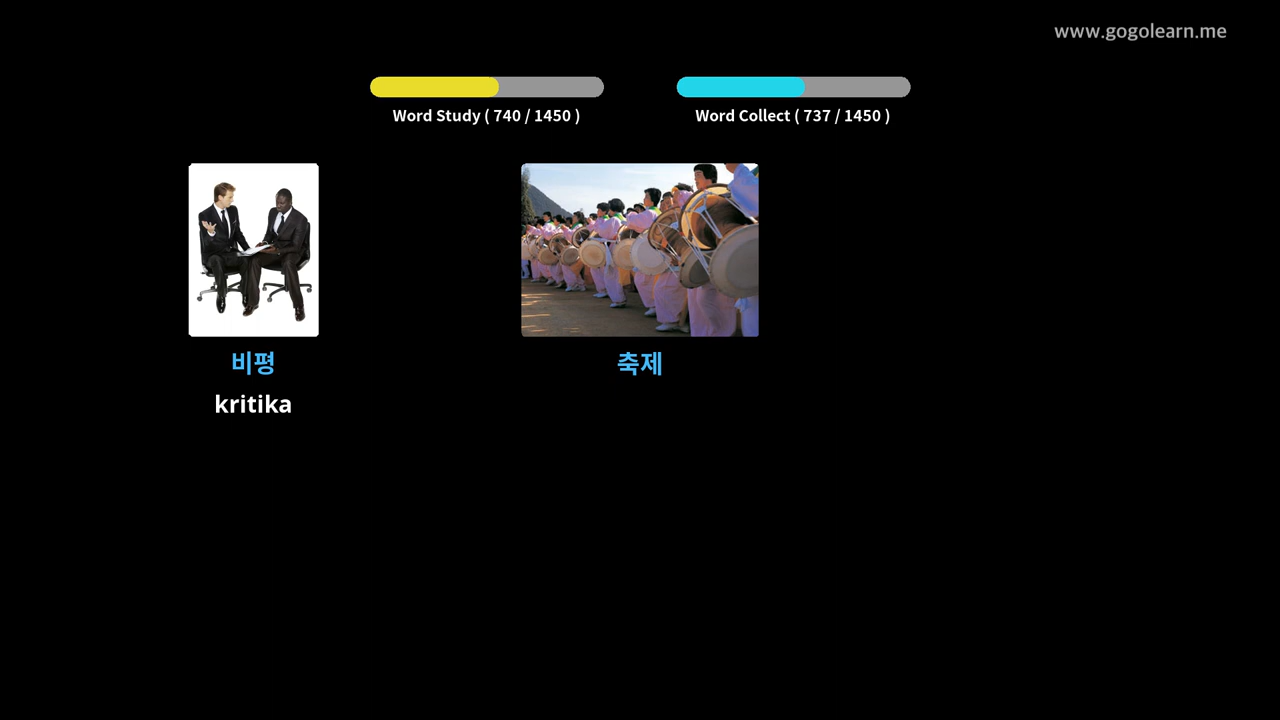 www.gogolearn.me
Word Study ( 740 / 1450 )
Word Collect ( 737 / 1450 )
비평
축제
kritika